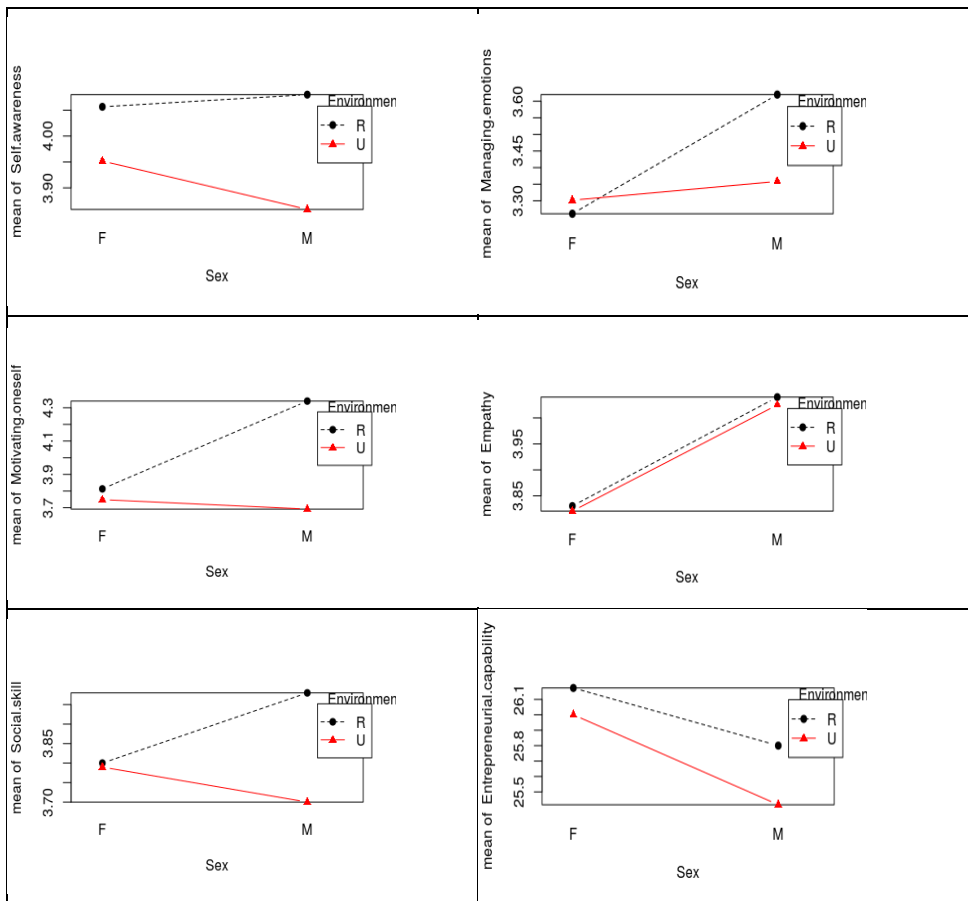 mean of Self.awareness
4.00
3.90
Environmen
R
U
F
M
Sex
mean of Managing.emotions
3.60
3.45
3.30
Environmen
R
U
F
M
Sex
mean of Motivating.oneself
4.3
4.1
3.9
3.7
Environmen
R
U
F
M
Sex
mean of Empathy
3.95
3.85
Environmen
R
U
F
M
Sex
mean of Social.skill
3.85
3.70
Environmen
R
U
F
M
Sex
mean of Entrepreneurial.capability
26.1
25.8
25.5
Environmen
R
U
F
M
Sex